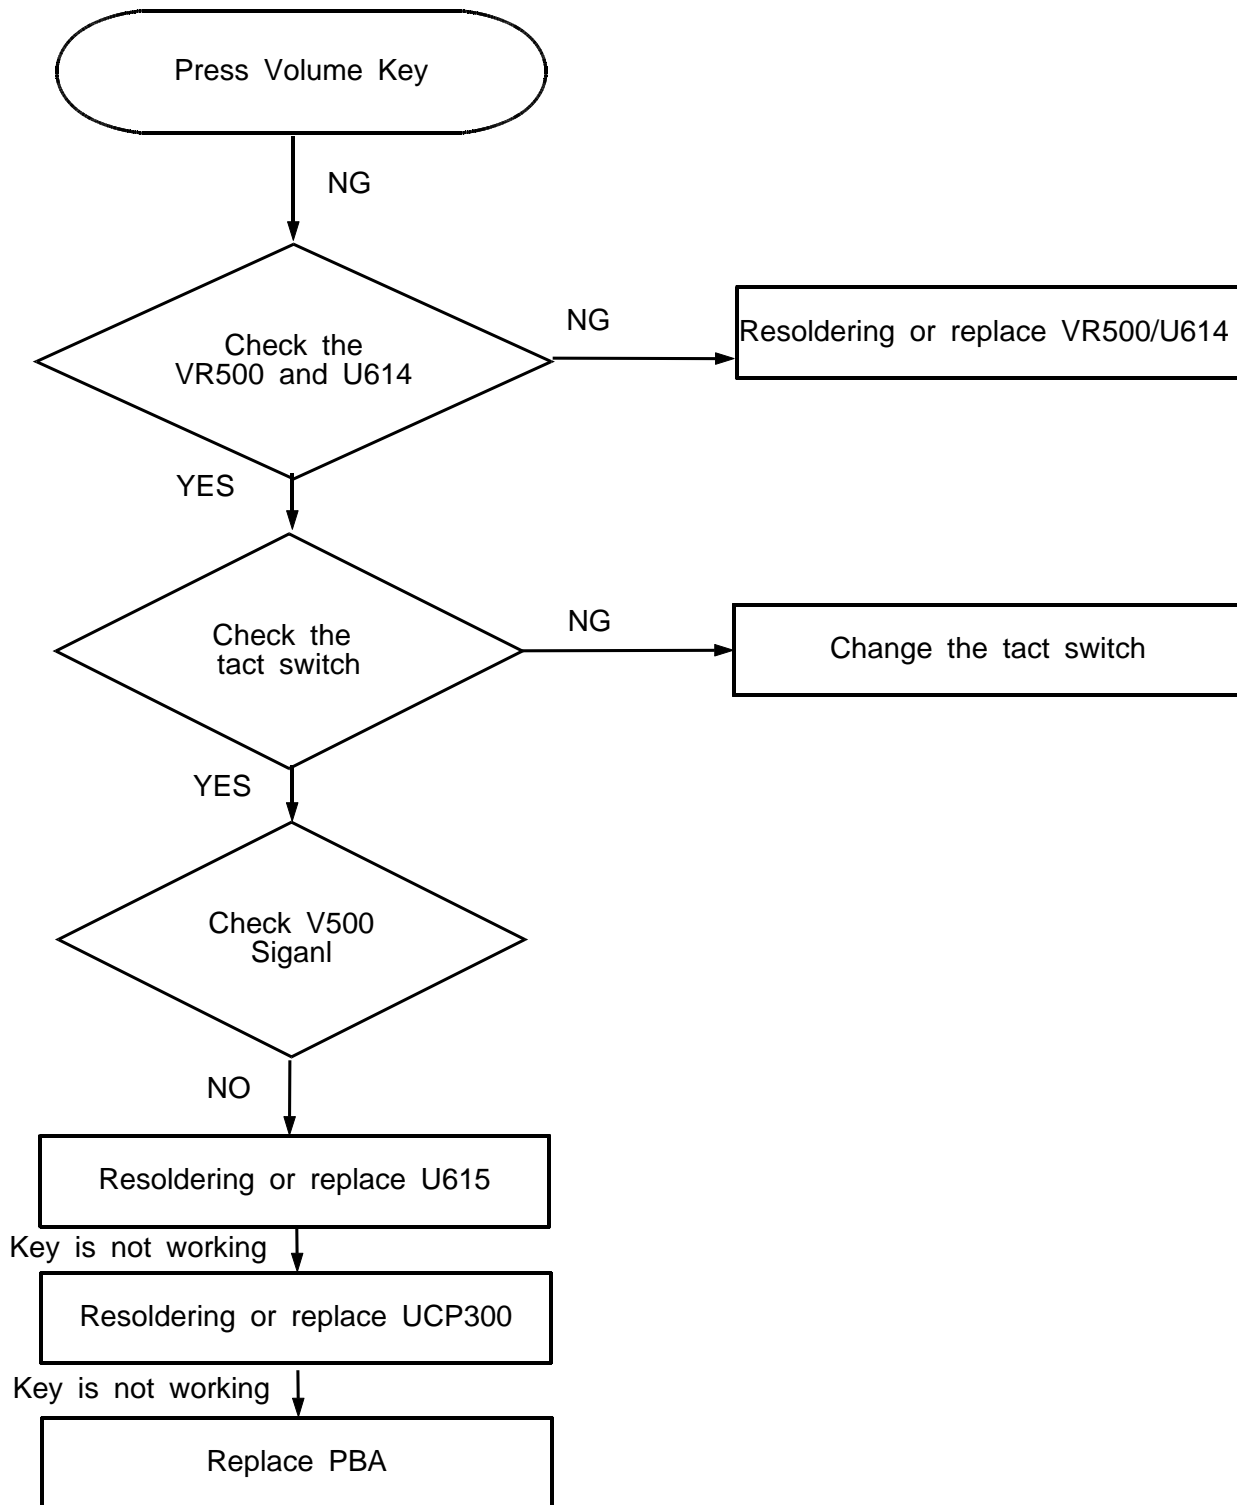 Press Volume Key
NG
Check the
VR500 and U614
NG
Resoldering or replace VR500/U614
YES
Check the
tact switch
NG
Change the tact switch
YES
Check V500
Siganl
NO
Resoldering or replace U615
Key is not working
Resoldering or replace UCP300
Key is not working
Replace PBA